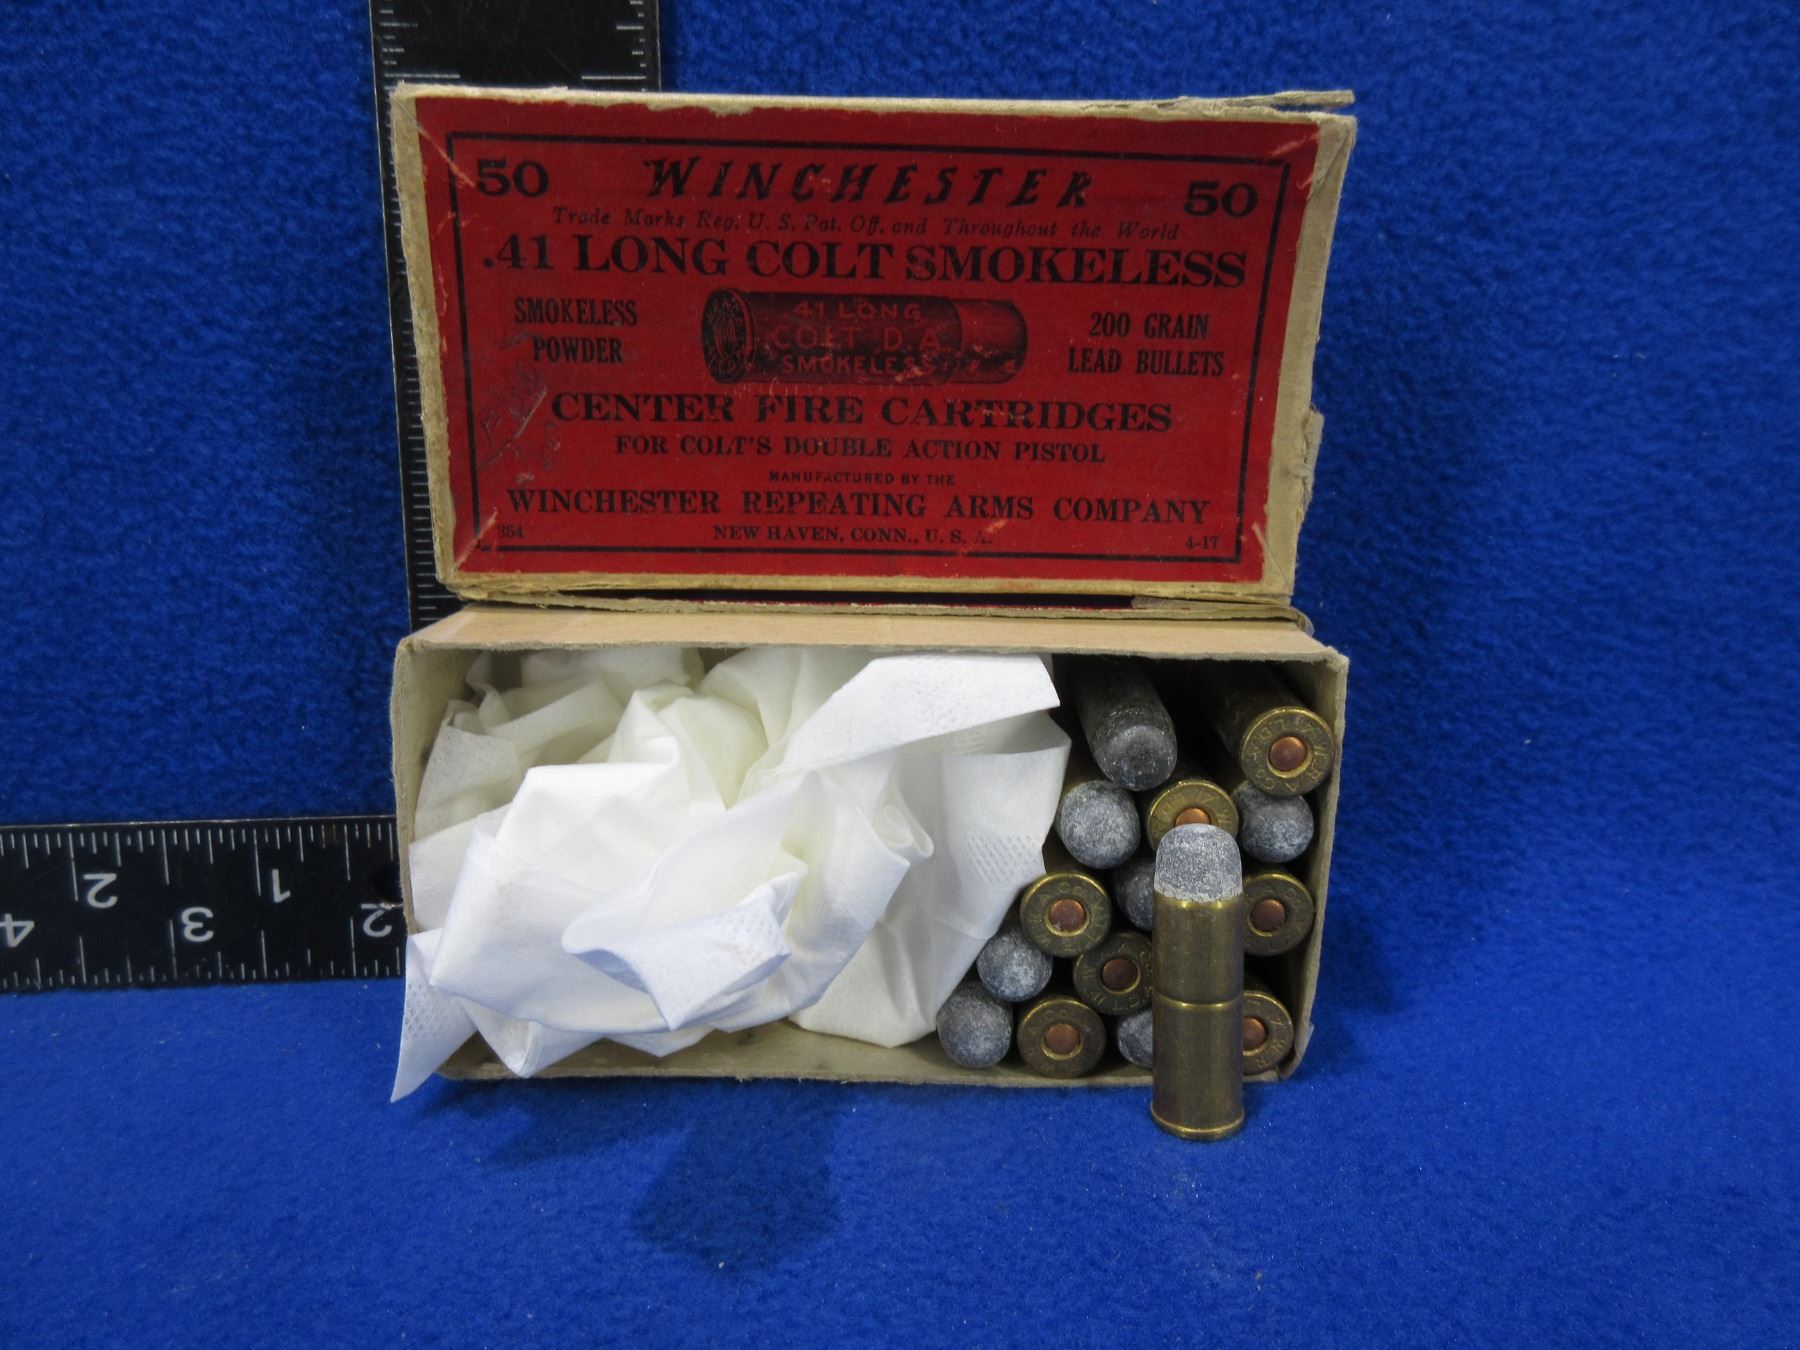 50 WINCHESTER 50
Trade Marks Reg. U. S. Pat. Off. and Throughout the World
.41 LONG COLT SMOKELESS
SMOKELESS
POWDER
41 LONG
COLT D.A.
SMOKELESS
200 GRAIN
LEAD BULLETS
CENTER FIRE CARTRIDGES
FOR COLT'S DOUBLE ACTION PISTOL
MANUFACTURED BY THE
WINCHESTER REPEATING ARMS COMPANY
354 NEW HAVEN, CONN., U. S. A. 4-17
2 1
4 3 2